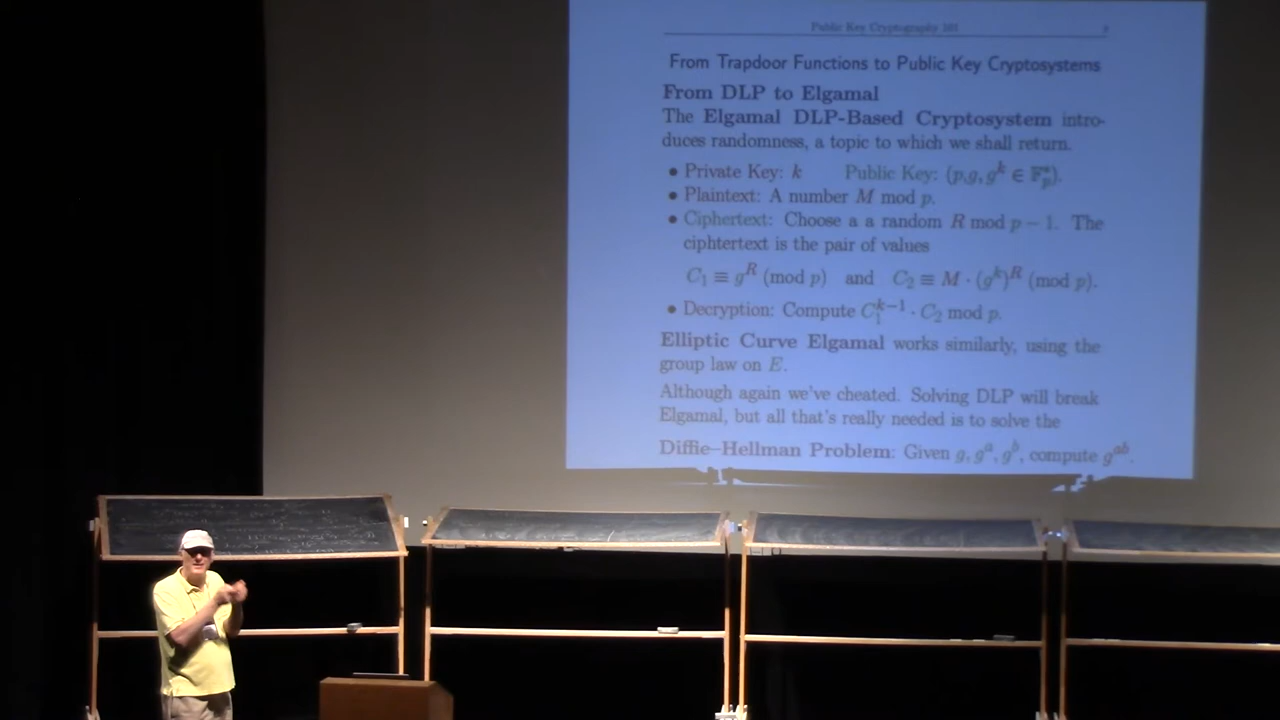 Public Key Cryptography 101
From Trapdoor Functions to Public Key Cryptosystems
From DLP to Elgamal
The Elgamal DLP-Based Cryptosystem intro-
duces randomness, a topic to which we shall return.
• Private Key: k Public Key: (p, g, g^k ∈ 𝔽_p^*).
• Plaintext: A number M mod p.
• Ciphertext: Choose a a random R mod p − 1. The
ciphtertext is the pair of values
C_1 ≡ g^R (mod p) and C_2 ≡ M · (g^k)^R (mod p).
• Decryption: Compute C_1^{k−1} · C_2 mod p.
Elliptic Curve Elgamal works similarly, using the
group law on E.
Although again we've cheated. Solving DLP will break
Elgamal, but all that's really needed is to solve the
Diffie–Hellman Problem: Given g, g^a, g^b, compute g^{ab}.